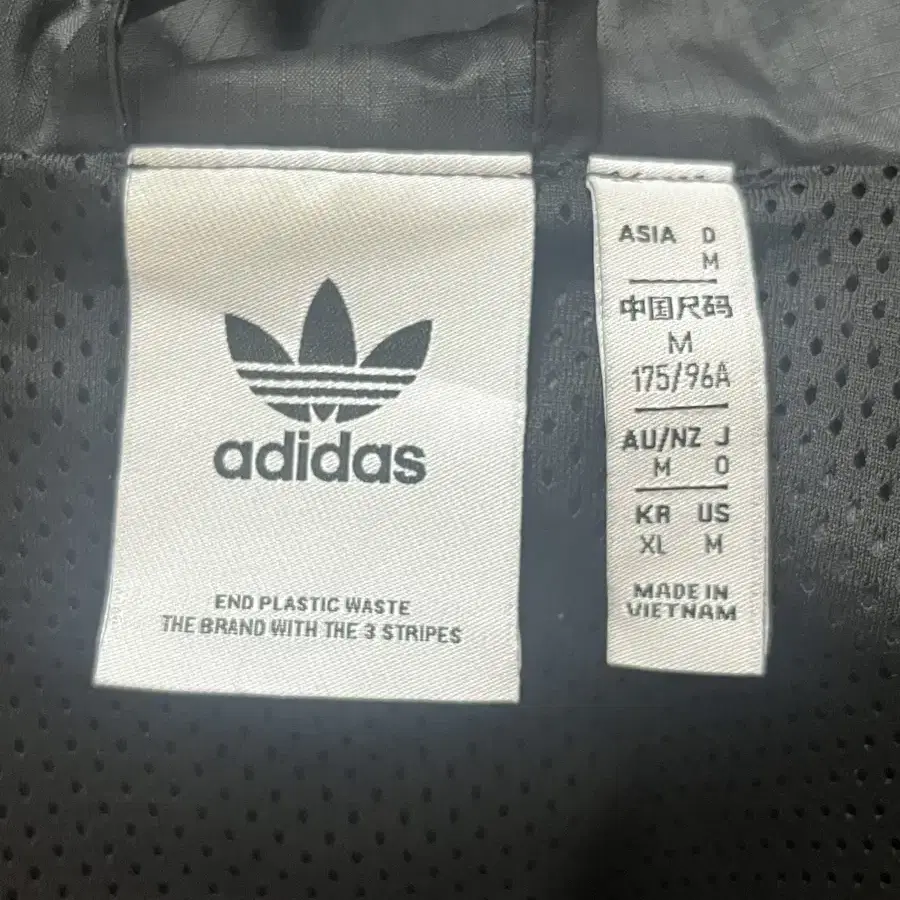 adidas
END PLASTIC WASTE
THE BRAND WITH THE 3 STRIPES
ASIA D
M
中国尺码
M
175/96A
AU/NZ J
M O
KR US
XL M
MADE IN
VIETNAM